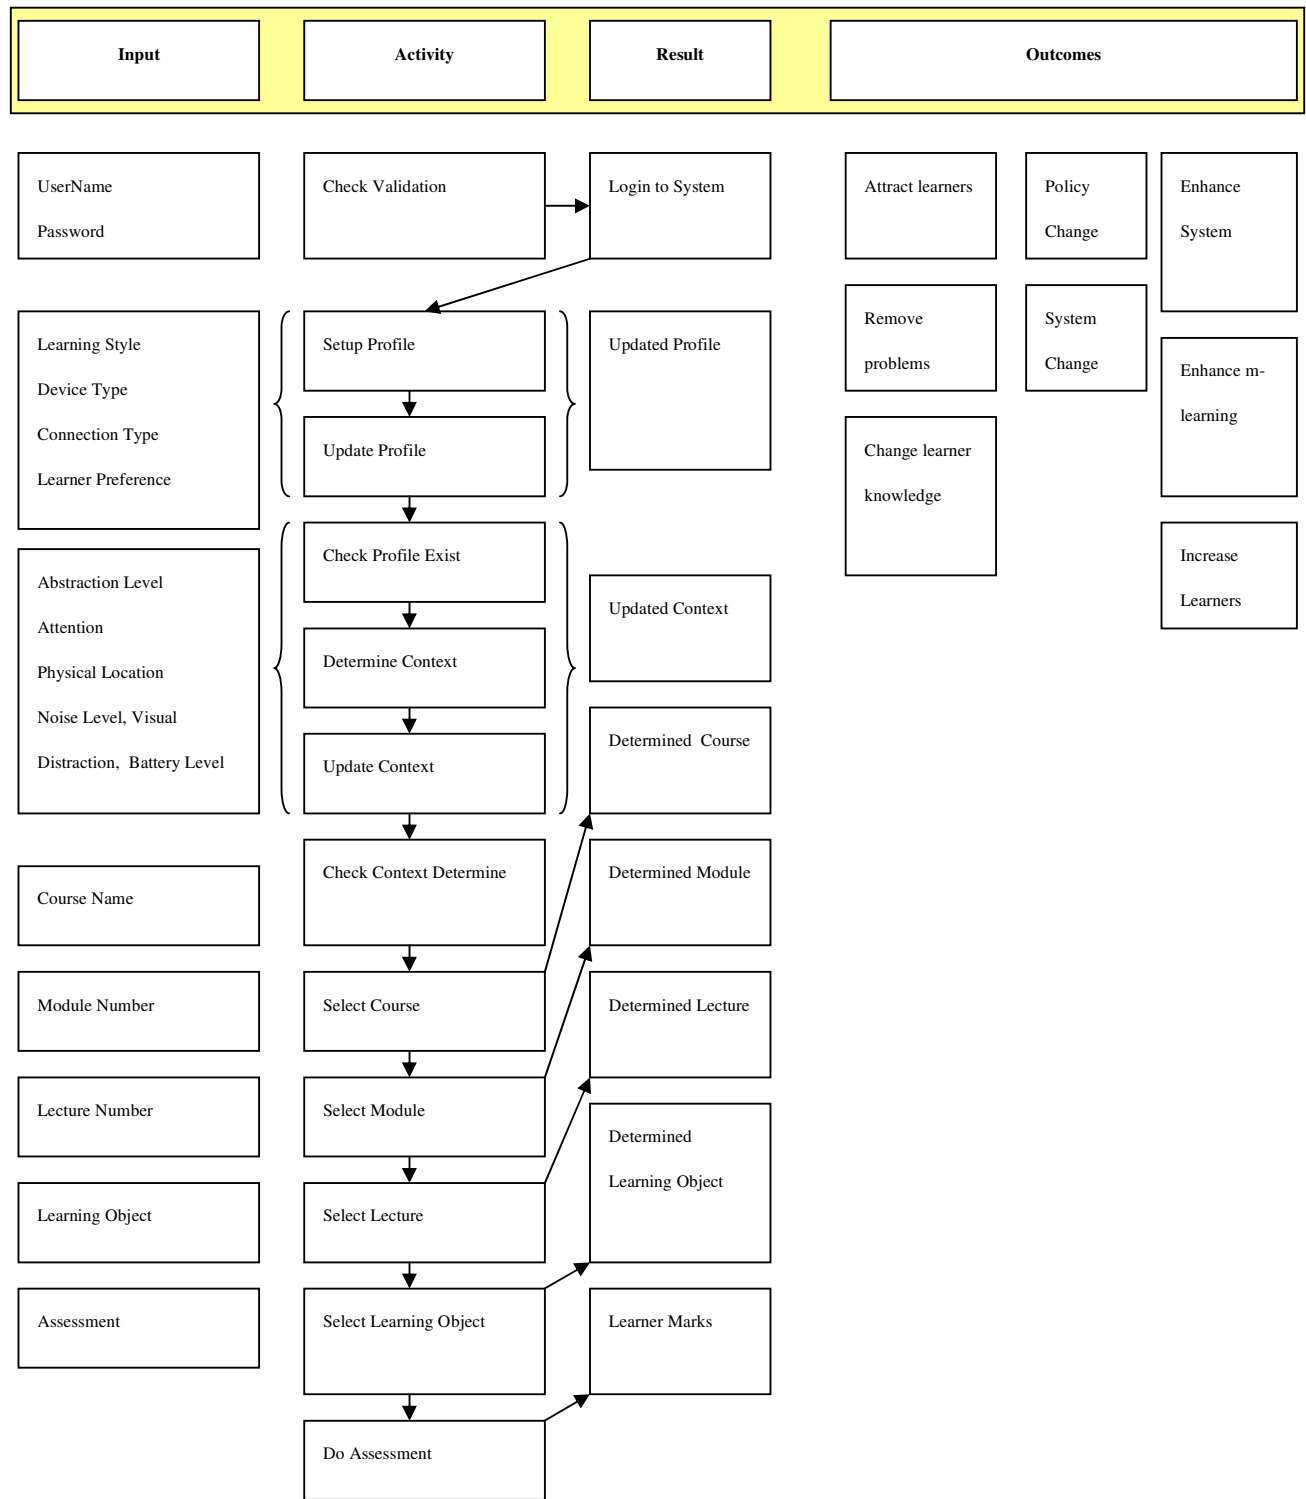 Input
Activity
Result
Outcomes
UserName
Password
Check Validation
Login to System
Attract learners
Policy
Change
Enhance
System
Learning Style
Device Type
Connection Type
Learner Preference
Setup Profile
Update Profile
Updated Profile
Remove
problems
System
Change
Enhance m-
learning
Change learner
knowledge
Increase
Learners
Abstraction Level
Attention
Physical Location
Noise Level, Visual
Distraction, Battery Level
Check Profile Exist
Determine Context
Update Context
Updated Context
Determined Course
Course Name
Check Context Determine
Determined Module
Module Number
Select Course
Determined Lecture
Lecture Number
Select Module
Determined
Learning Object
Learning Object
Select Lecture
Assessment
Select Learning Object
Learner Marks
Do Assessment